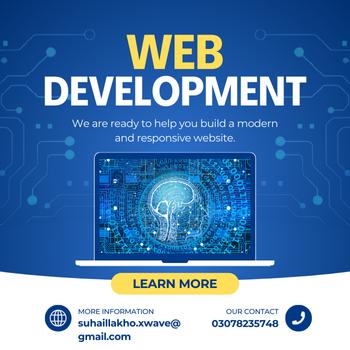 WEB
DEVELOPMENT
We are ready to help you build a modern
and responsive website.
LEARN MORE
MORE INFORMATION
suhaillakho.xwave@
gmail.com
OUR CONTACT
03078235748